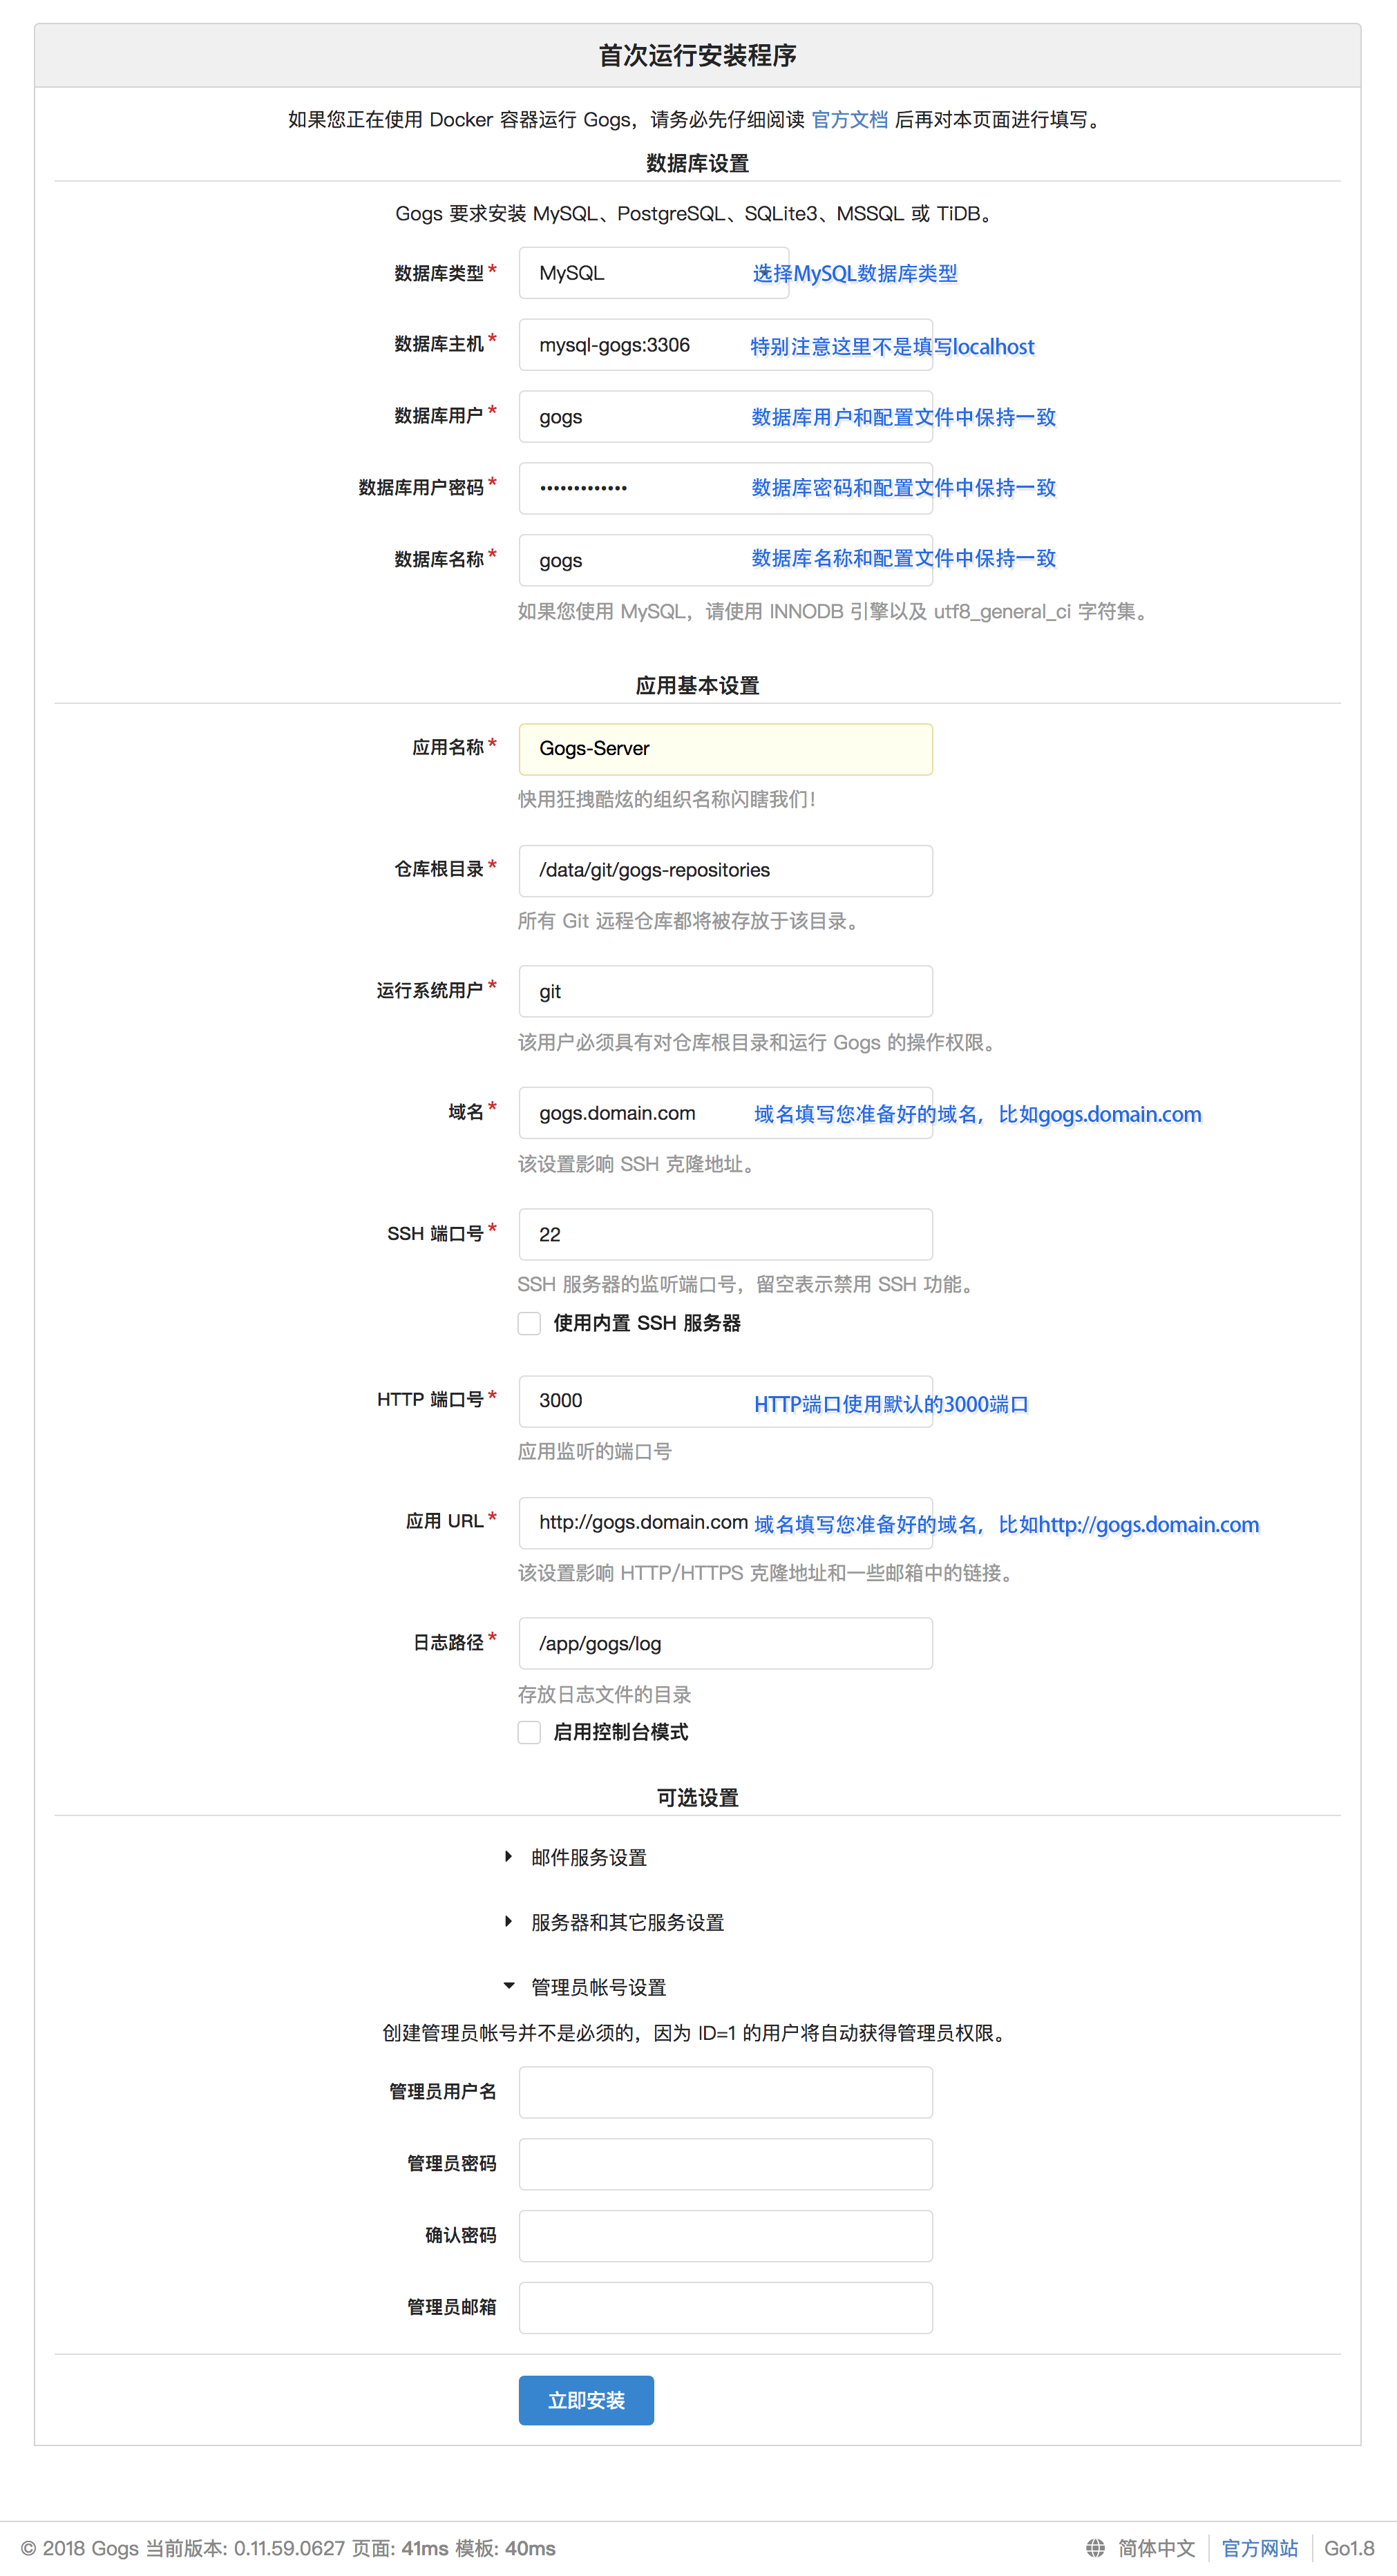 首次运行安装程序
如果您正在使用 Docker 容器运行 Gogs，请务必先仔细阅读 官方文档 后再对本页面进行填写。
数据库设置
Gogs 要求安装 MySQL、PostgreSQL、SQLite3、MSSQL 或 TiDB。
数据库类型* MySQL 选择MySQL数据库类型
数据库主机* mysql-gogs:3306 特别注意这里不是填写localhost
数据库用户* gogs 数据库用户和配置文件中保持一致
数据库用户密码* ••••••••••••• 数据库密码和配置文件中保持一致
数据库名称* gogs 数据库名称和配置文件中保持一致
如果您使用 MySQL，请使用 INNODB 引擎以及 utf8_general_ci 字符集。
应用基本设置
应用名称* Gogs-Server
快用狂拽酷炫的组织名称闪瞎我们！
仓库根目录* /data/git/gogs-repositories
所有 Git 远程仓库都将被存放于该目录。
运行系统用户* git
该用户必须具有对仓库根目录和运行 Gogs 的操作权限。
域名* gogs.domain.com 域名填写您准备好的域名，比如gogs.domain.com
该设置影响 SSH 克隆地址。
SSH 端口号* 22
SSH 服务器的监听端口号，留空表示禁用 SSH 功能。
使用内置 SSH 服务器
HTTP 端口号* 3000 HTTP端口使用默认的3000端口
应用监听的端口号
应用 URL* http://gogs.domain.com 域名填写您准备好的域名，比如http://gogs.domain.com
该设置影响 HTTP/HTTPS 克隆地址和一些邮箱中的链接。
日志路径* /app/gogs/log
存放日志文件的目录
启用控制台模式
可选设置
邮件服务设置
服务器和其它服务设置
管理员帐号设置
创建管理员帐号并不是必须的，因为 ID=1 的用户将自动获得管理员权限。
管理员用户名
管理员密码
确认密码
管理员邮箱
立即安装
© 2018 Gogs 当前版本: 0.11.59.0627 页面: 41ms 模板: 40ms 简体中文 官方网站 Go1.8